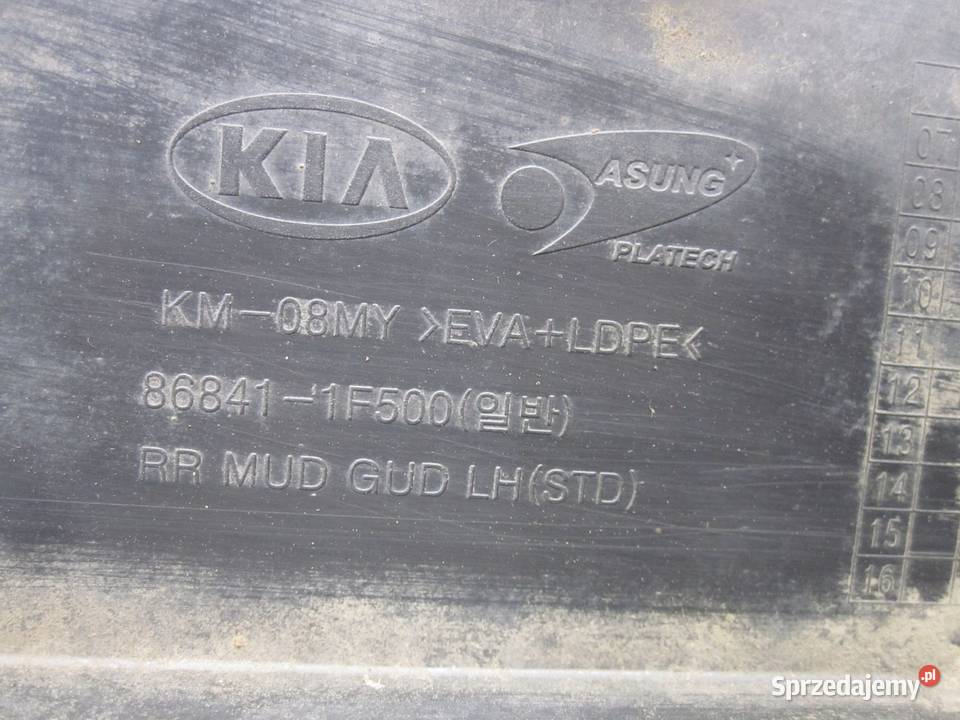 KIA
ASUNG
PLATECH
KM-08MY >EVA+LDPE<
86841-1F500(일반)
RR MUD GUD LH(STD)
07
08
09
10
11
12
13
14
15
16
Sprzedajemy.pl